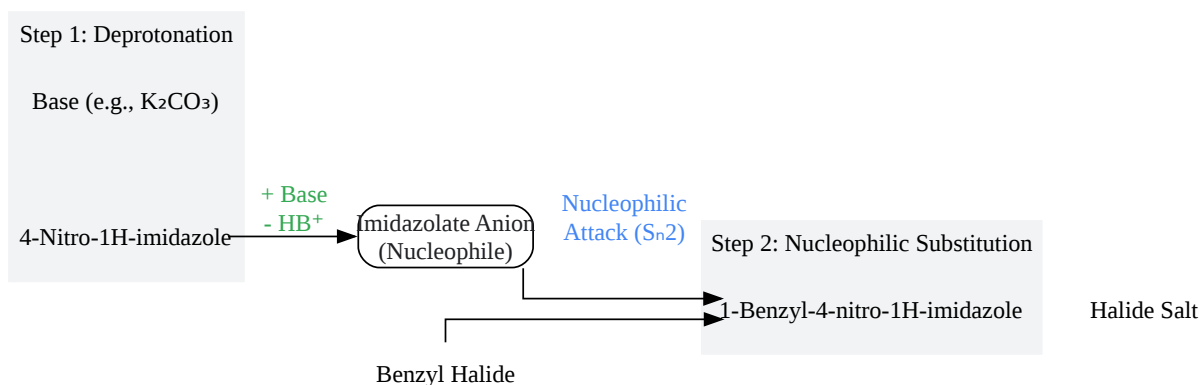 Step 1: Deprotonation
Base (e.g., K₂CO₃)
4-Nitro-1H-imidazole
+ Base
- HB⁺
Imidazolate Anion
(Nucleophile)
Nucleophilic
Attack (Sₙ2)
Step 2: Nucleophilic Substitution
1-Benzyl-4-nitro-1H-imidazole
Halide Salt
Benzyl Halide